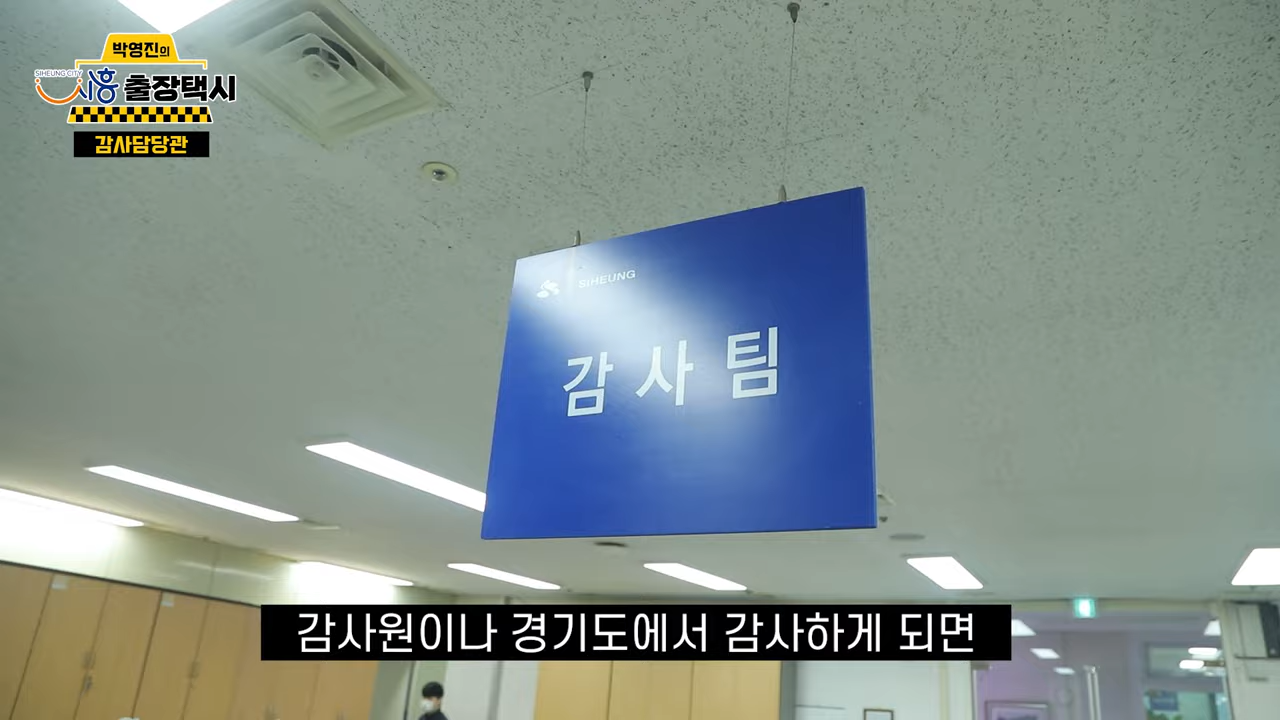 박영진의
SIHEUNG CITY
시흥 출장택시
감사담당관
SIHEUNG
감사팀
감사원이나 경기도에서 감사하게 되면